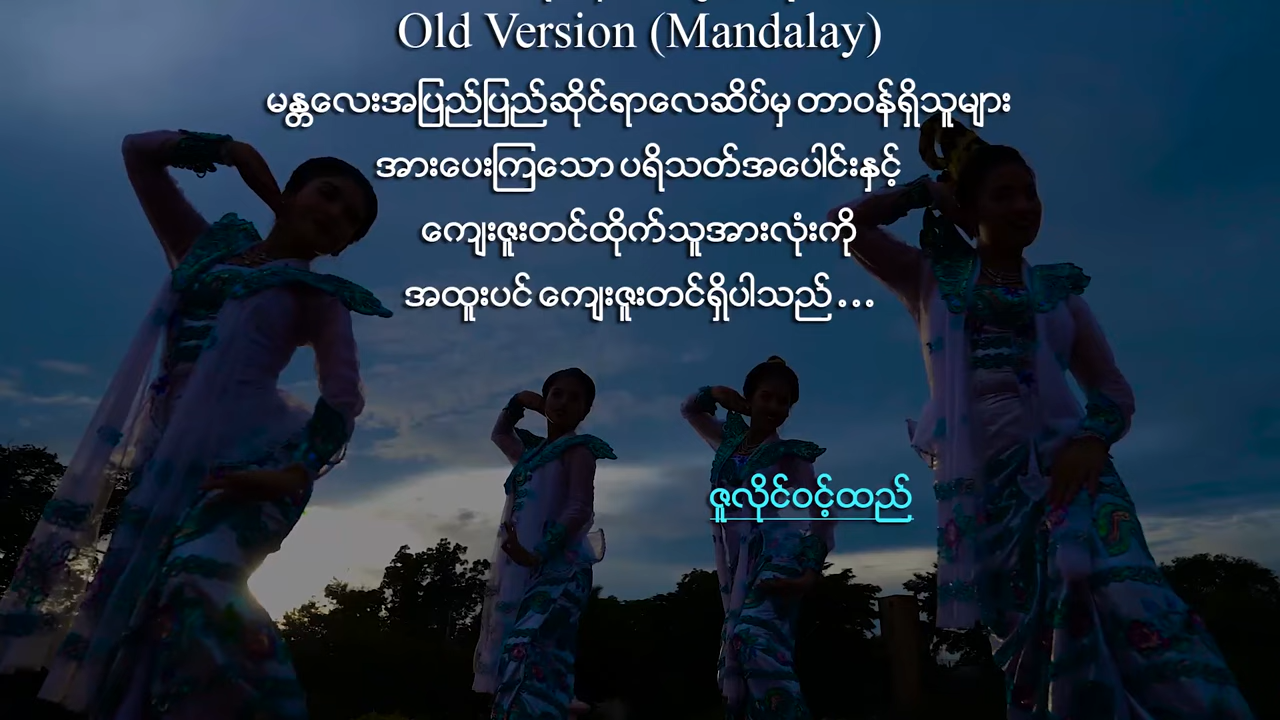 Old Version (Mandalay)
မန္တလေးအပြည်ပြည်ဆိုင်ရာလေဆိပ်မှ တာဝန်ရှိသူများ
အားပေးကြသော ပရိသတ်အပေါင်းနှင့်
ကျေးဇူးတင်ထိုက်သူအားလုံးကို
အထူးပင် ကျေးဇူးတင်ရှိပါသည် ...
ဇူလိုင်ဝင့်ထည်